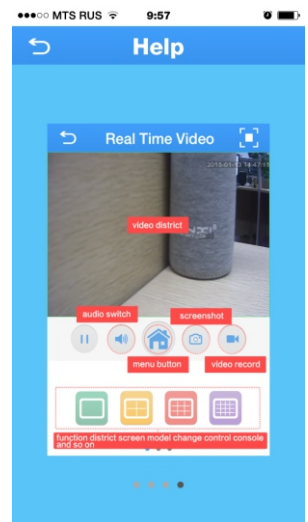 MTS RUS 9:57
Help
Real Time Video
video district
audio switch
screenshot
menu button
video record
function district screen model change control console
and so on